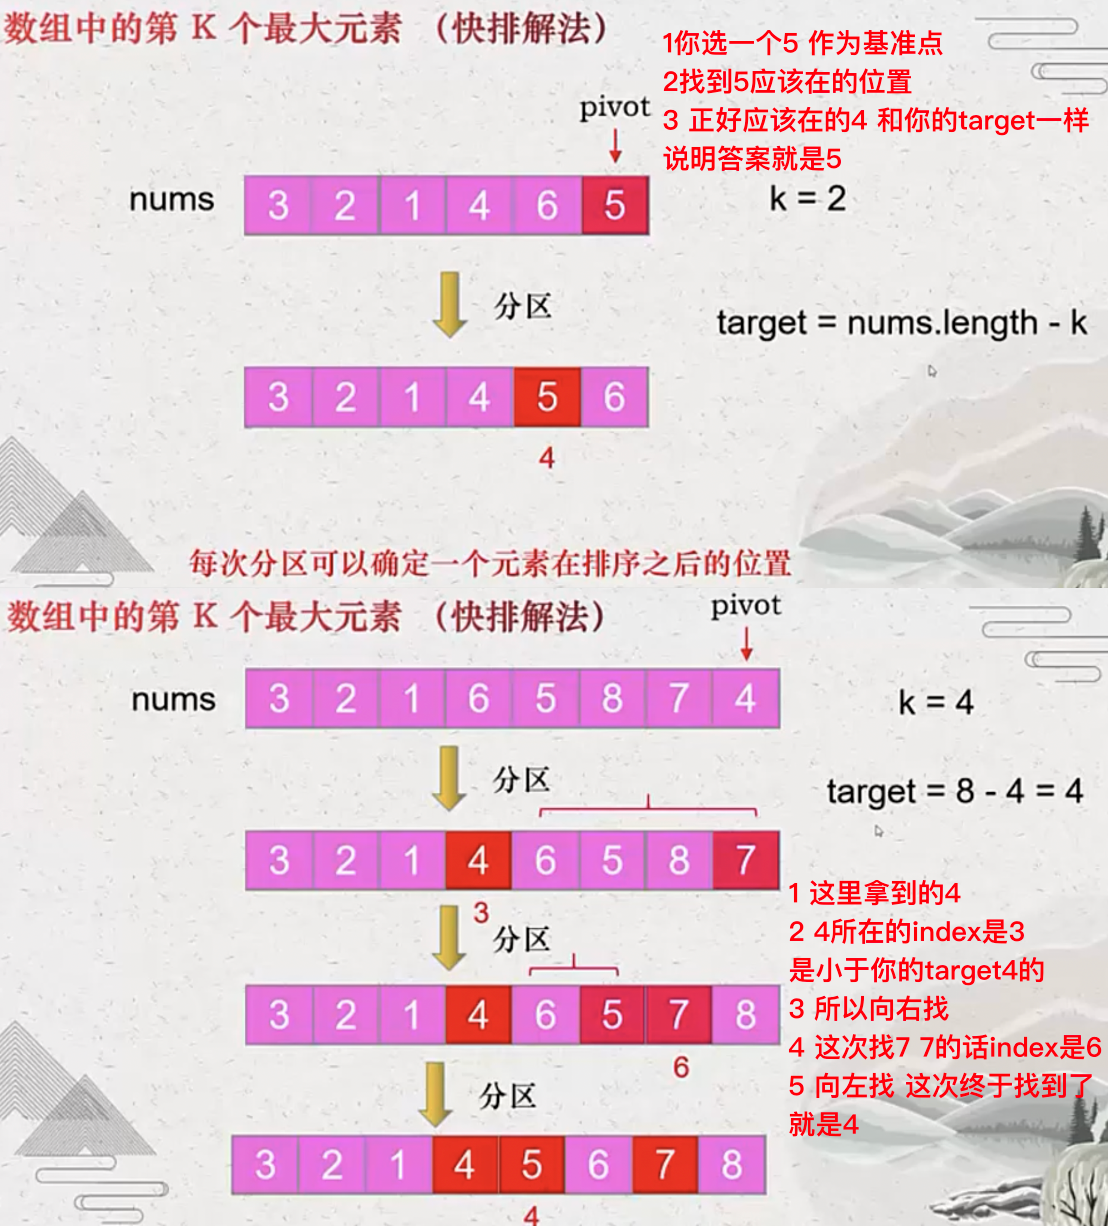 数组中的第 K 个最大元素 （快排解法）
1你选一个5 作为基准点
2找到5应该在的位置
3 正好应该在的4 和你的target一样
说明答案就是5
pivot
nums
3 2 1 4 6 5
k = 2
分区
target = nums.length - k
3 2 1 4 5 6
4
每次分区可以确定一个元素在排序之后的位置
数组中的第 K 个最大元素 （快排解法）
pivot
nums
3 2 1 6 5 8 7 4
k = 4
分区
target = 8 - 4 = 4
3 2 1 4 6 5 8 7
3
分区
1 这里拿到的4
2 4所在的index是3
是小于你的target4的
3 所以向右找
4 这次找7 7的话index是6
5 向左找 这次终于找到了
就是4
3 2 1 4 6 5 7 8
6
分区
3 2 1 4 5 6 7 8
4